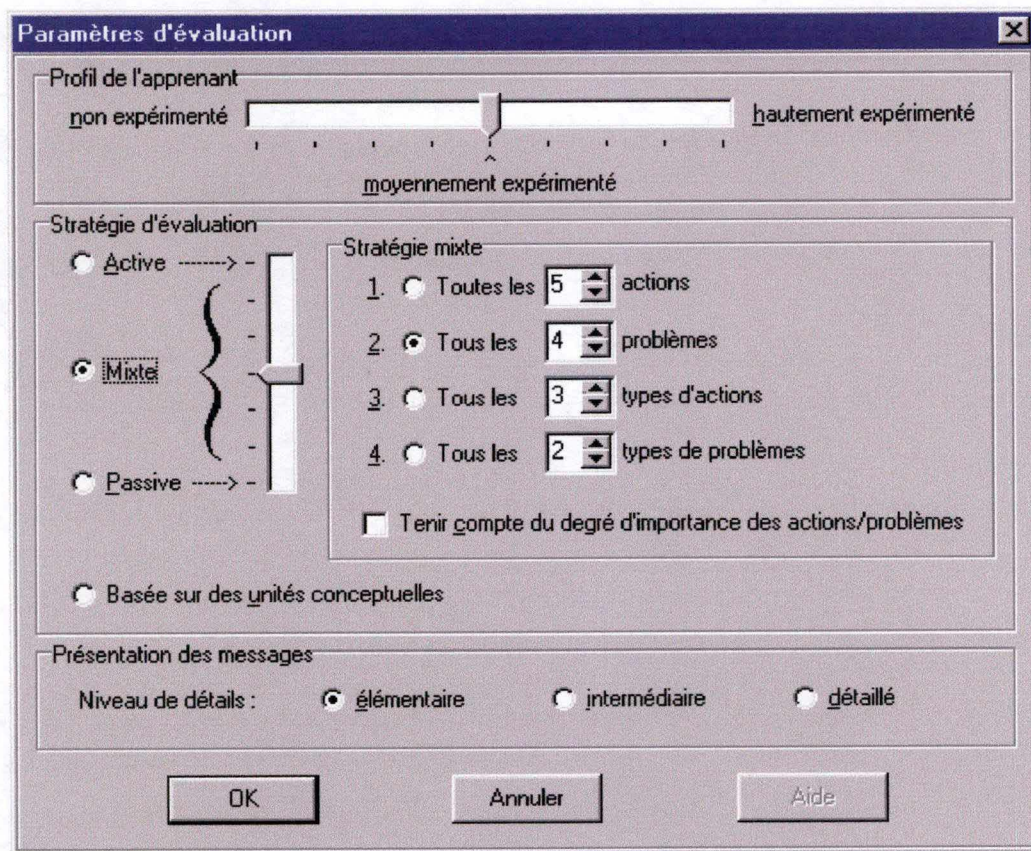 Paramètres d'évaluation
Profil de l'apprenant
non expérimenté hautement expérimenté
moyennement expérimenté
Stratégie d'évaluation
Active ------>
Mixte
Passive ----->
Stratégie mixte
1. Toutes les 5 actions
2. Tous les 4 problèmes
3. Tous les 3 types d'actions
4. Tous les 2 types de problèmes
Tenir compte du degré d'importance des actions/problèmes
Basée sur des unités conceptuelles
Présentation des messages
Niveau de détails : élémentaire intermédiaire détaillé
OK Annuler Aide